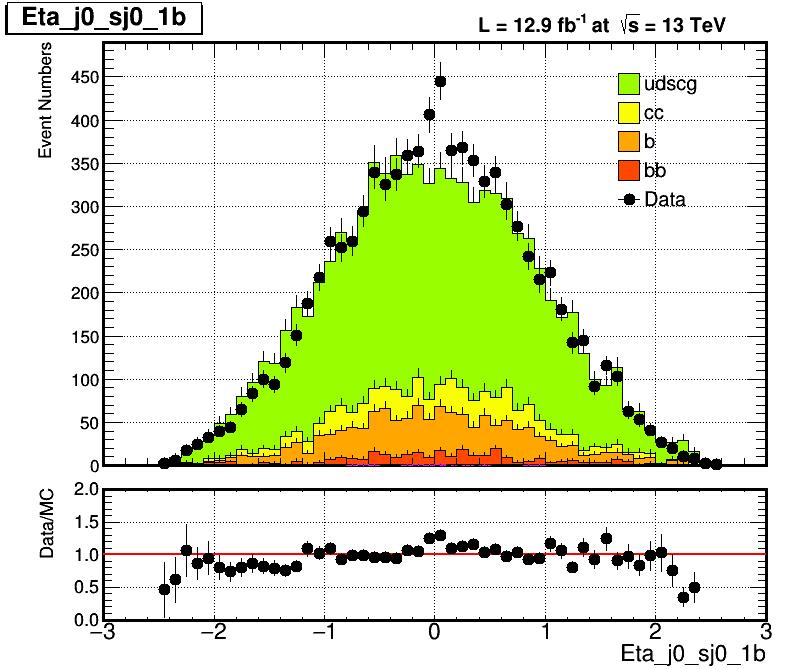 Eta_j0_sj0_1b
L = 12.9 fb-1 at √s = 13 TeV
Event Numbers
450
400
350
300
250
200
150
100
50
0
udscg
cc
b
bb
Data
Data/MC
2.0
1.5
1.0
0.5
0.0
−3 −2 −1 0 1 2 3
Eta_j0_sj0_1b